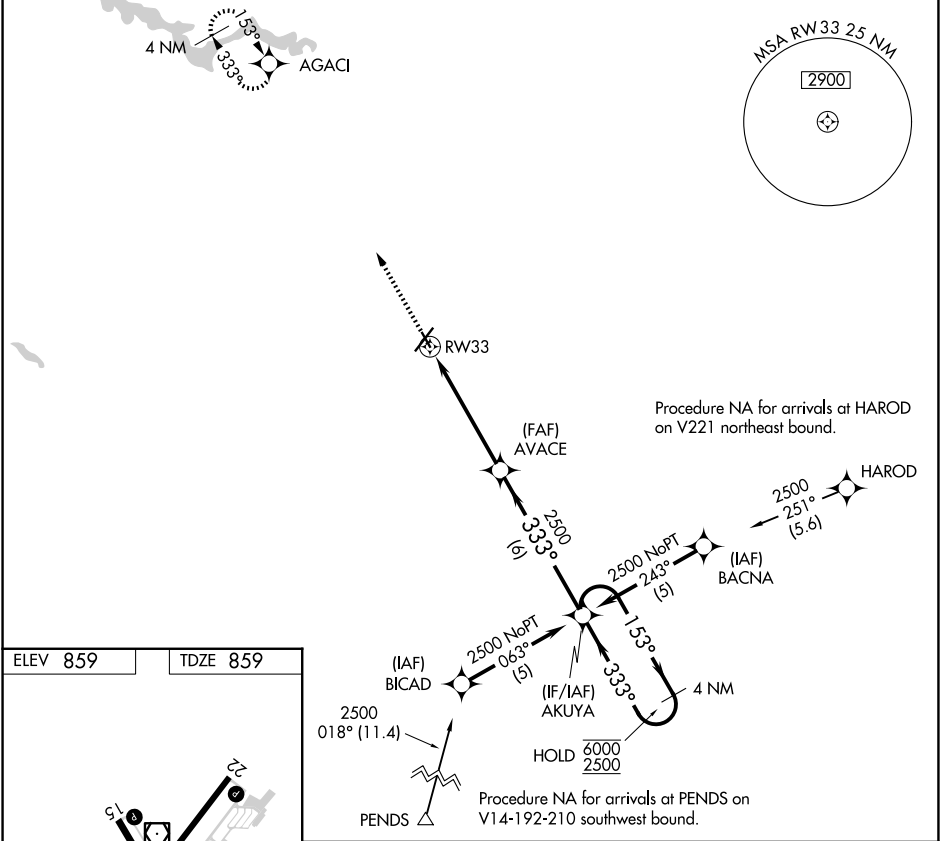 4 NM
153°
333°
AGACI
MSA RW33 25 NM
2900
RW33
Procedure NA for arrivals at HAROD
on V221 northeast bound.
(FAF)
AVACE
HAROD
2500
251°
(5.6)
2500
333°
(6)
2500 NoPT
243°
(5)
(IAF)
BACNA
2500 NoPT
063°
(5)
(IAF)
BICAD
(IF/IAF)
AKUYA
153°
333°
4 NM
HOLD 6000
2500
2500
018° (11.4)
PENDS
Procedure NA for arrivals at PENDS on
V14-192-210 southwest bound.
ELEV 859
TDZE 859
22
P
15
P